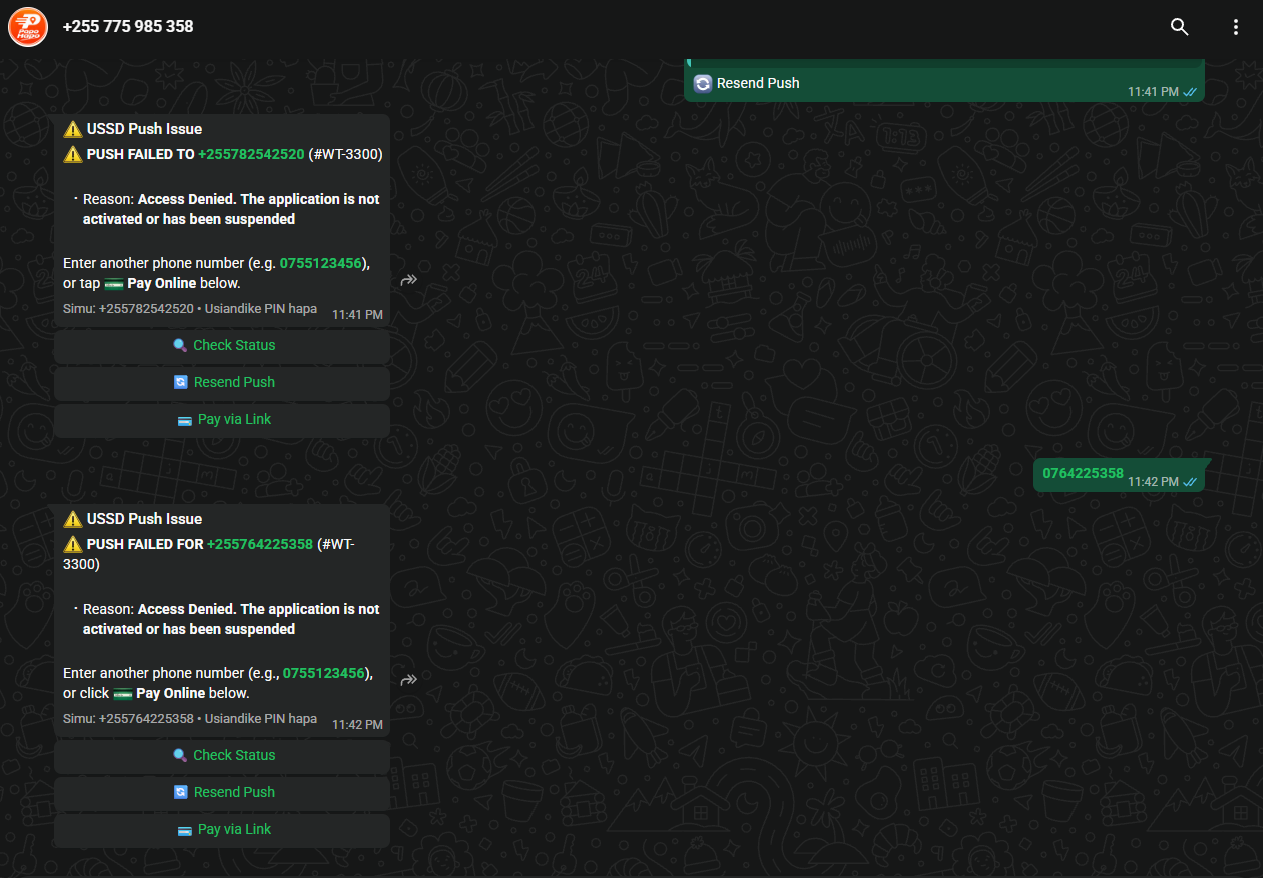 Papo Hapo
+255 775 985 358
Resend Push
11:41 PM
USSD Push Issue
PUSH FAILED TO +255782542520 (#WT-3300)
· Reason: Access Denied. The application is not
activated or has been suspended
Enter another phone number (e.g. 0755123456),
or tap Pay Online below.
Simu: +255782542520 • Usiandike PIN hapa
11:41 PM
Check Status
Resend Push
Pay via Link
0764225358
11:42 PM
USSD Push Issue
PUSH FAILED FOR +255764225358 (#WT-
3300)
· Reason: Access Denied. The application is not
activated or has been suspended
Enter another phone number (e.g., 0755123456),
or click Pay Online below.
Simu: +255764225358 • Usiandike PIN hapa
11:42 PM
Check Status
Resend Push
Pay via Link